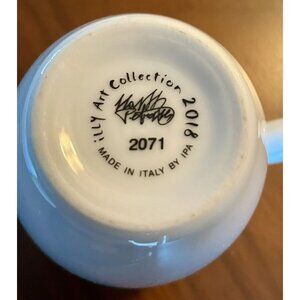 illy Art Collection 2018
2071
MADE IN ITALY BY IPA